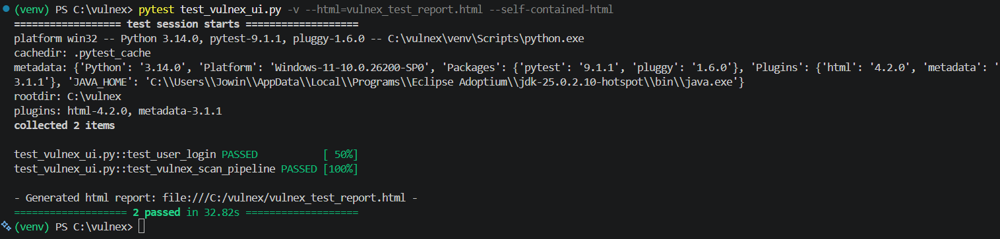 (venv) PS C:\vulnex> pytest test_vulnex_ui.py -v --html=vulnex_test_report.html --self-contained-html
=================== test session starts ===================
platform win32 -- Python 3.14.0, pytest-9.1.1, pluggy-1.6.0 -- C:\vulnex\venv\Scripts\python.exe
cachedir: .pytest_cache
metadata: {'Python': '3.14.0', 'Platform': 'Windows-11-10.0.26200-SP0', 'Packages': {'pytest': '9.1.1', 'pluggy': '1.6.0'}, 'Plugins': {'html': '4.2.0', 'metadata': '
3.1.1'}, 'JAVA_HOME': 'C:\\Users\\Jowin\\AppData\\Local\\Programs\\Eclipse Adoptium\\jdk-25.0.2.10-hotspot\\bin\\java.exe'}
rootdir: C:\vulnex
plugins: html-4.2.0, metadata-3.1.1
collected 2 items
test_vulnex_ui.py::test_user_login PASSED [ 50%]
test_vulnex_ui.py::test_vulnex_scan_pipeline PASSED [100%]
- Generated html report: file:///C:/vulnex/vulnex_test_report.html -
=================== 2 passed in 32.82s ===================
(venv) PS C:\vulnex>